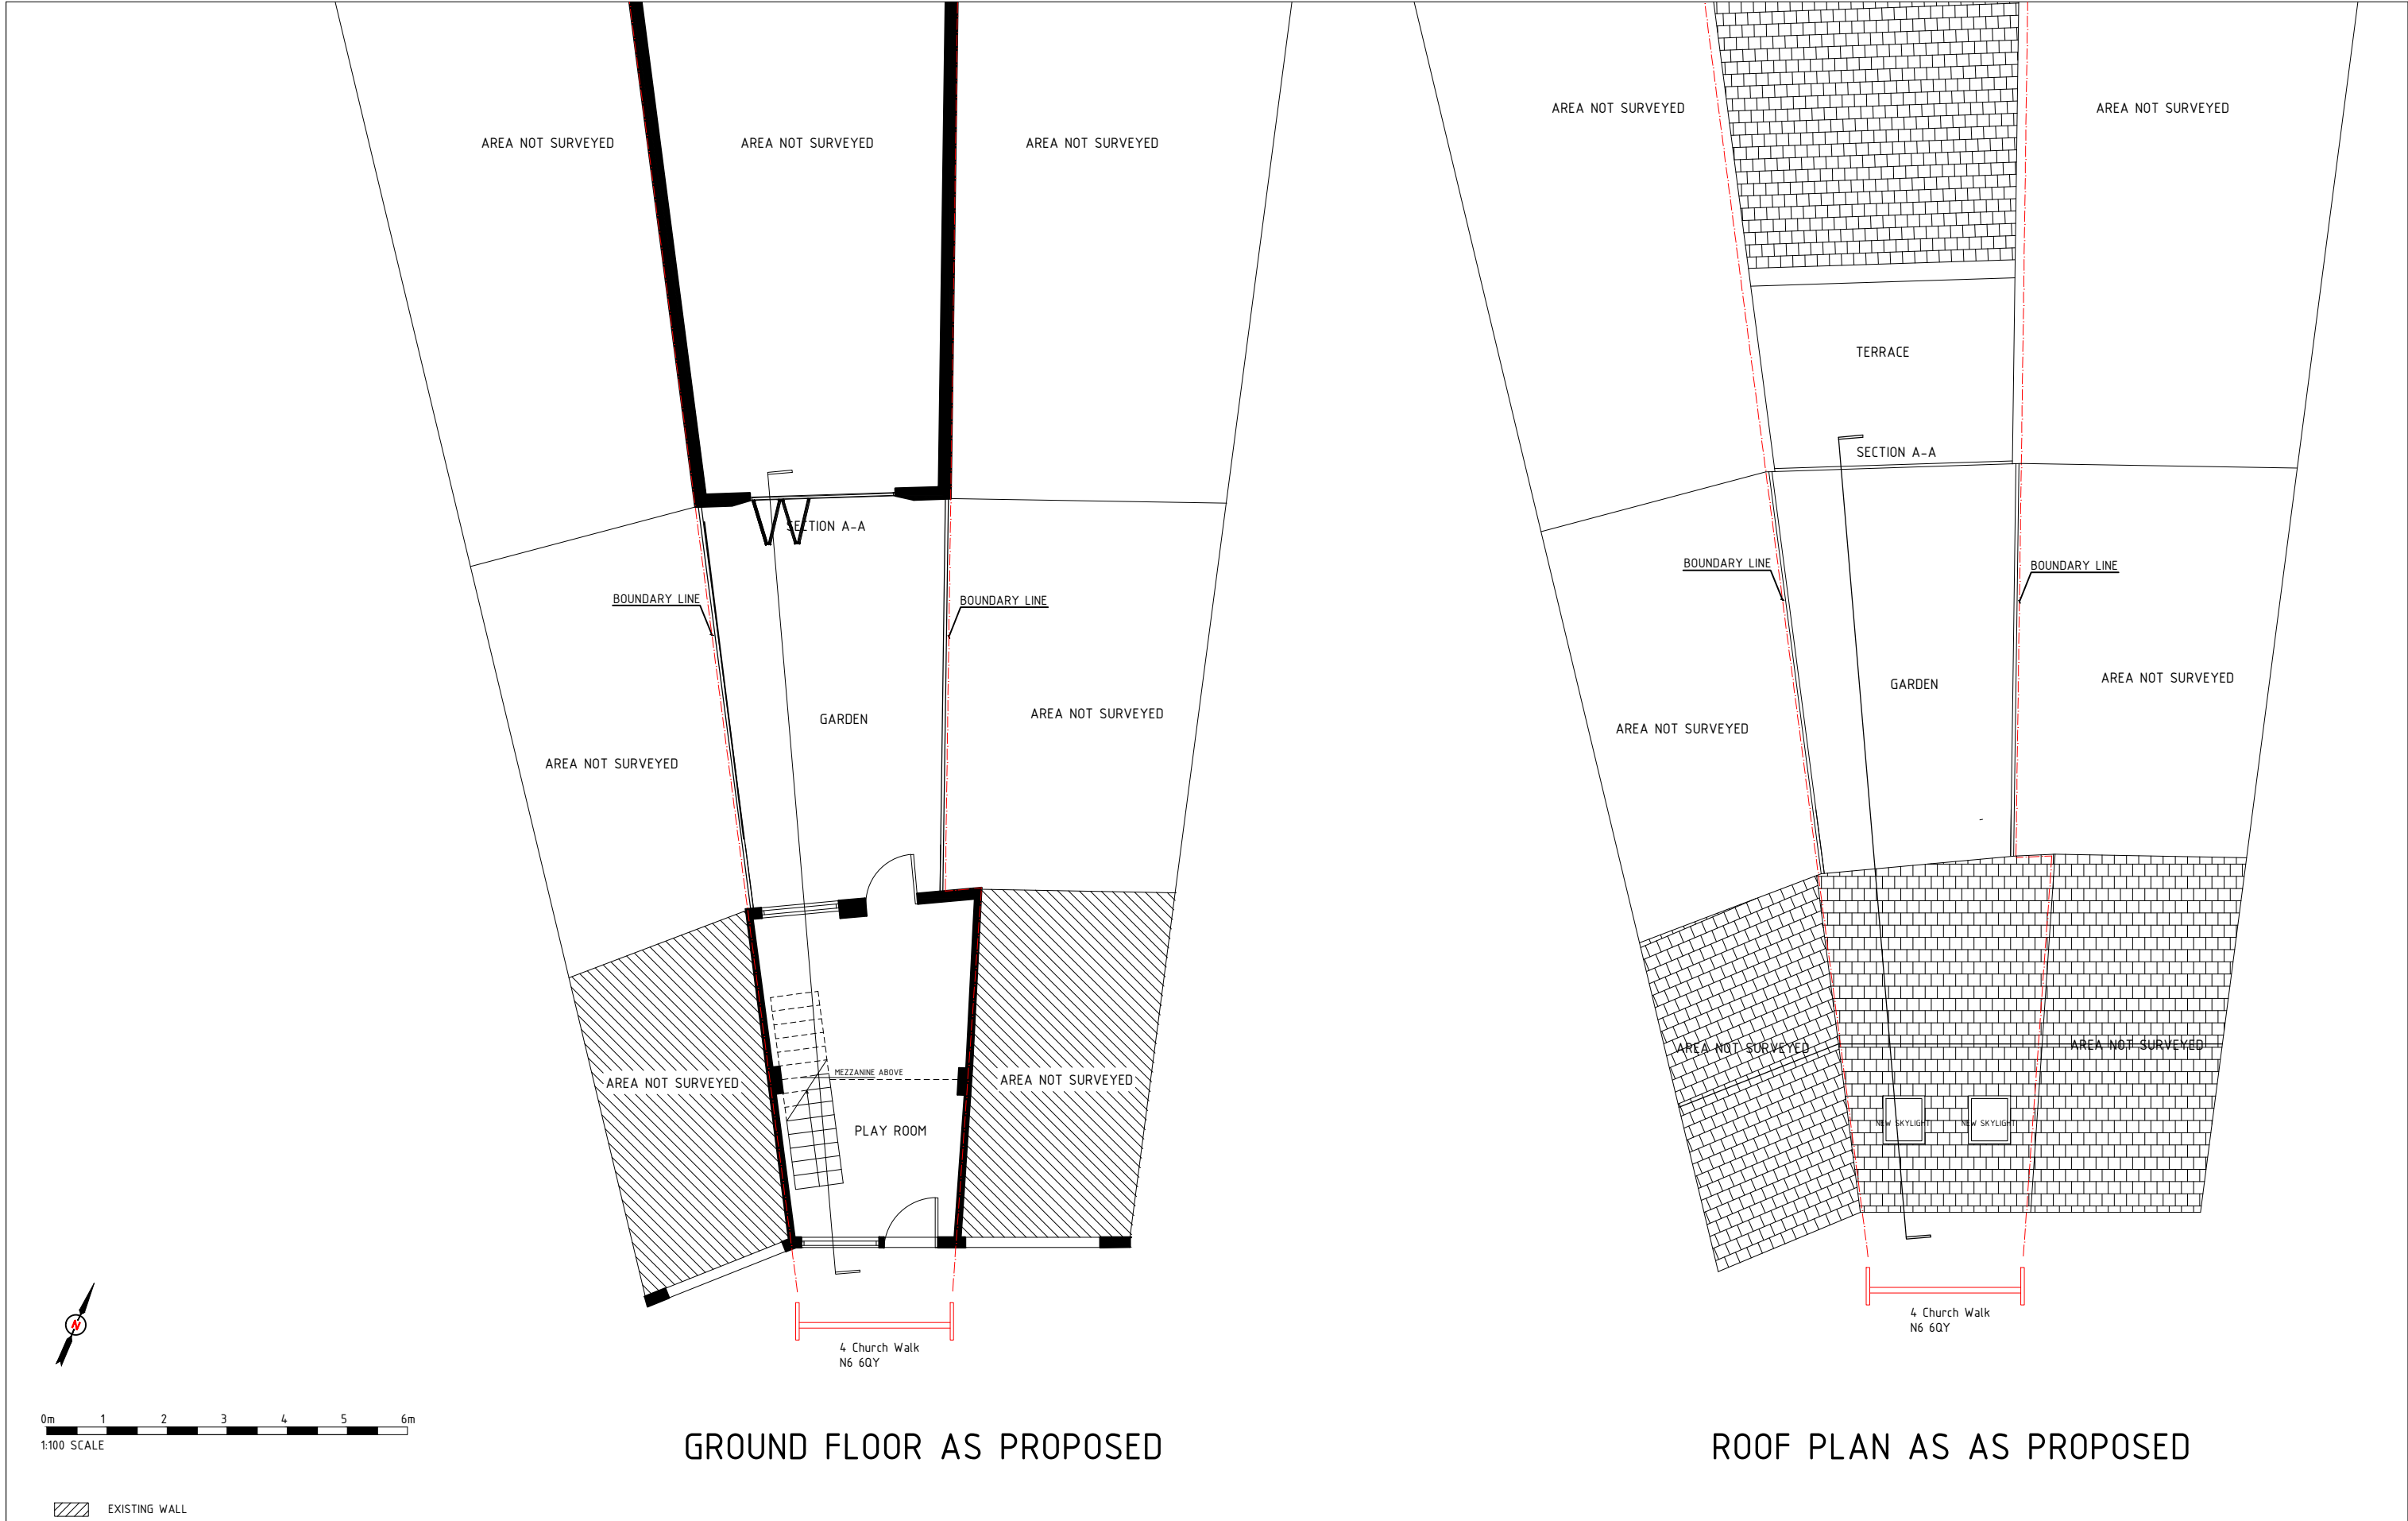 AREA NOT SURVEYED
AREA NOT SURVEYED
AREA NOT SURVEYED
SECTION A-A
BOUNDARY LINE
BOUNDARY LINE
GARDEN
AREA NOT SURVEYED
AREA NOT SURVEYED
MEZZANINE ABOVE
AREA NOT SURVEYED
AREA NOT SURVEYED
PLAY ROOM
4 Church Walk
N6 6QY
GROUND FLOOR AS PROPOSED
AREA NOT SURVEYED
AREA NOT SURVEYED
TERRACE
SECTION A-A
BOUNDARY LINE
BOUNDARY LINE
GARDEN
AREA NOT SURVEYED
AREA NOT SURVEYED
AREA NOT SURVEYED
AREA NOT SURVEYED
NEW SKYLIGHT
NEW SKYLIGHT
4 Church Walk
N6 6QY
ROOF PLAN AS AS PROPOSED
N
0m 1 2 3 4 5 6m
1:100 SCALE
EXISTING WALL